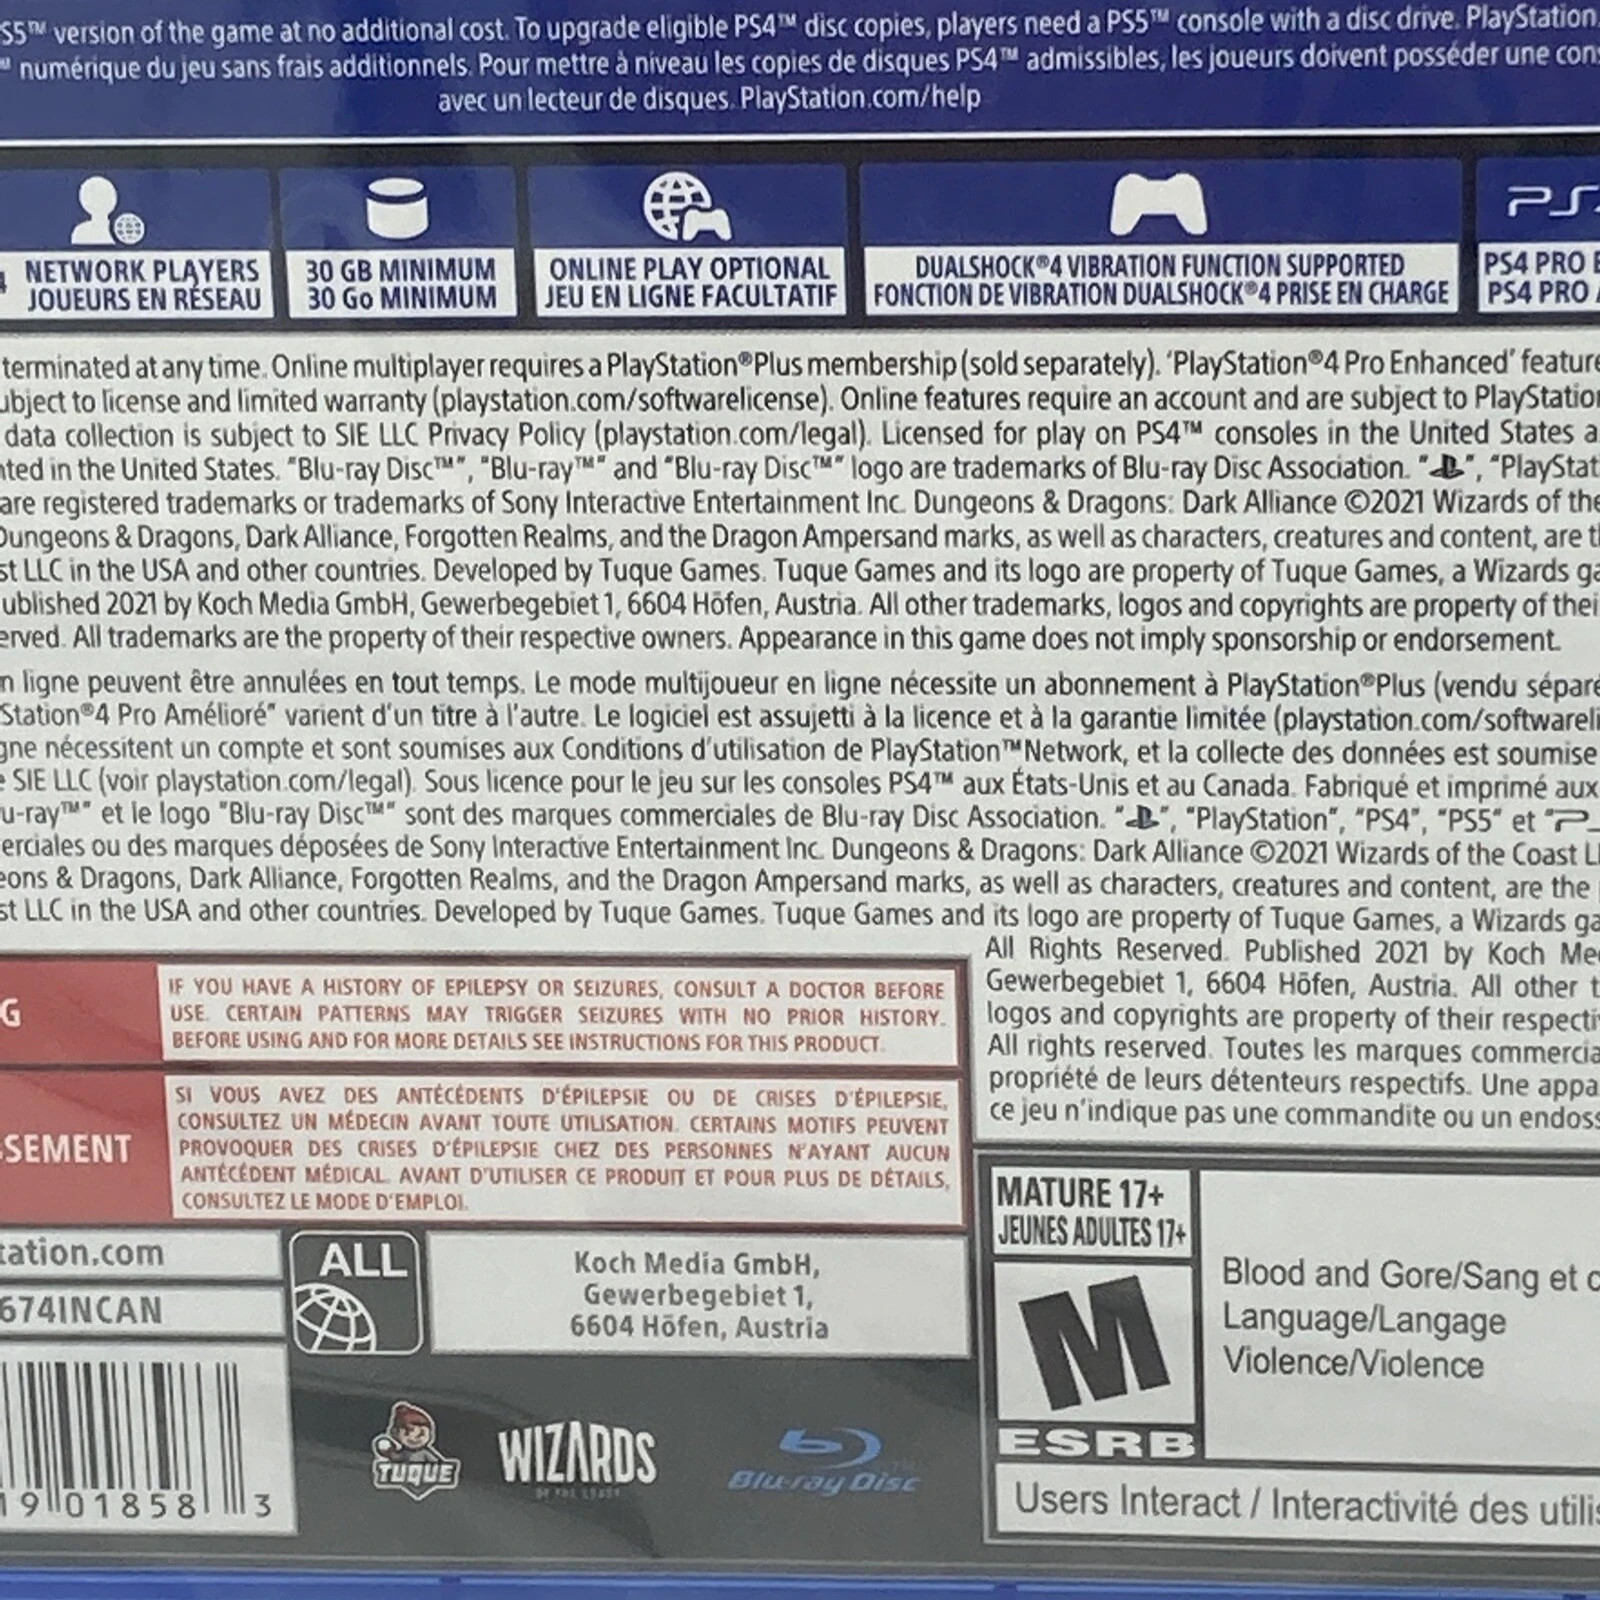 S5™ version of the game at no additional cost. To upgrade eligible PS4™ disc copies, players need a PS5™ console with a disc drive. PlayStation.
numérique du jeu sans frais additionnels. Pour mettre à niveau les copies de disques PS4™ admissibles, les joueurs doivent posséder une con
avec un lecteur de disques. PlayStation.com/help
NETWORK PLAYERS
JOUEURS EN RÉSEAU
30 GB MINIMUM
30 Go MINIMUM
ONLINE PLAY OPTIONAL
JEU EN LIGNE FACULTATIF
DUALSHOCK®4 VIBRATION FUNCTION SUPPORTED
FONCTION DE VIBRATION DUALSHOCK®4 PRISE EN CHARGE
PS4 PRO
PS4 PRO
terminated at any time. Online multiplayer requires a PlayStation®Plus membership (sold separately). 'PlayStation®4 Pro Enhanced' feature
ubject to license and limited warranty (playstation.com/softwarelicense). Online features require an account and are subject to PlayStation
data collection is subject to SIE LLC Privacy Policy (playstation.com/legal). Licensed for play on PS4™ consoles in the United States a
nted in the United States. "Blu-ray Disc™", "Blu-ray™" and "Blu-ray Disc™" logo are trademarks of Blu-ray Disc Association. "", "PlayStat
are registered trademarks or trademarks of Sony Interactive Entertainment Inc. Dungeons & Dragons: Dark Alliance ©2021 Wizards of the
Dungeons & Dragons, Dark Alliance, Forgotten Realms, and the Dragon Ampersand marks, as well as characters, creatures and content, are t
st LLC in the USA and other countries. Developed by Tuque Games. Tuque Games and its logo are property of Tuque Games, a Wizards ga
ublished 2021 by Koch Media GmbH, Gewerbegebiet 1, 6604 Höfen, Austria. All other trademarks, logos and copyrights are property of thei
erved. All trademarks are the property of their respective owners. Appearance in this game does not imply sponsorship or endorsement.
n ligne peuvent être annulées en tout temps. Le mode multijoueur en ligne nécessite un abonnement à PlayStation®Plus (vendu séparé
Station®4 Pro Amélioré" varient d'un titre à l'autre. Le logiciel est assujetti à la licence et à la garantie limitée (playstation.com/softwareli
gne nécessitent un compte et sont soumises aux Conditions d'utilisation de PlayStation™Network, et la collecte des données est soumise
SIE LLC (voir playstation.com/legal). Sous licence pour le jeu sur les consoles PS4™ aux États-Unis et au Canada. Fabriqué et imprimé aux
u-ray™" et le logo "Blu-ray Disc™" sont des marques commerciales de Blu-ray Disc Association. "", "PlayStation", "PS4", "PS5" et "
erciales ou des marques déposées de Sony Interactive Entertainment Inc. Dungeons & Dragons: Dark Alliance ©2021 Wizards of the Coast L
eons & Dragons, Dark Alliance, Forgotten Realms, and the Dragon Ampersand marks, as well as characters, creatures and content, are the
st LLC in the USA and other countries. Developed by Tuque Games. Tuque Games and its logo are property of Tuque Games, a Wizards ga
All Rights Reserved. Published 2021 by Koch Me
Gewerbegebiet 1, 6604 Höfen, Austria. All other t
logos and copyrights are property of their respecti
All rights reserved. Toutes les marques commercia
propriété de leurs détenteurs respectifs. Une appa
ce jeu n'indique pas une commandite ou un endoss
G
IF YOU HAVE A HISTORY OF EPILEPSY OR SEIZURES, CONSULT A DOCTOR BEFORE
USE. CERTAIN PATTERNS MAY TRIGGER SEIZURES WITH NO PRIOR HISTORY.
BEFORE USING AND FOR MORE DETAILS SEE INSTRUCTIONS FOR THIS PRODUCT.
SSEMENT
SI VOUS AVEZ DES ANTÉCÉDENTS D'ÉPILEPSIE OU DE CRISES D'ÉPILEPSIE,
CONSULTEZ UN MÉDECIN AVANT TOUTE UTILISATION. CERTAINS MOTIFS PEUVENT
PROVOQUER DES CRISES D'ÉPILEPSIE CHEZ DES PERSONNES N'AYANT AUCUN
ANTÉCÉDENT MÉDICAL. AVANT D'UTILISER CE PRODUIT ET POUR PLUS DE DÉTAILS,
CONSULTEZ LE MODE D'EMPLOI.
tation.com
674INCAN
ALL
Koch Media GmbH,
Gewerbegebiet 1,
6604 Höfen, Austria
19 01858 3
TUQUE
WIZARDS
OF THE COAST
Blu-ray Disc
MATURE 17+
JEUNES ADULTES 17+
M
ESRB
Blood and Gore/Sang et
Language/Langage
Violence/Violence
Users Interact / Interactivité des utilis